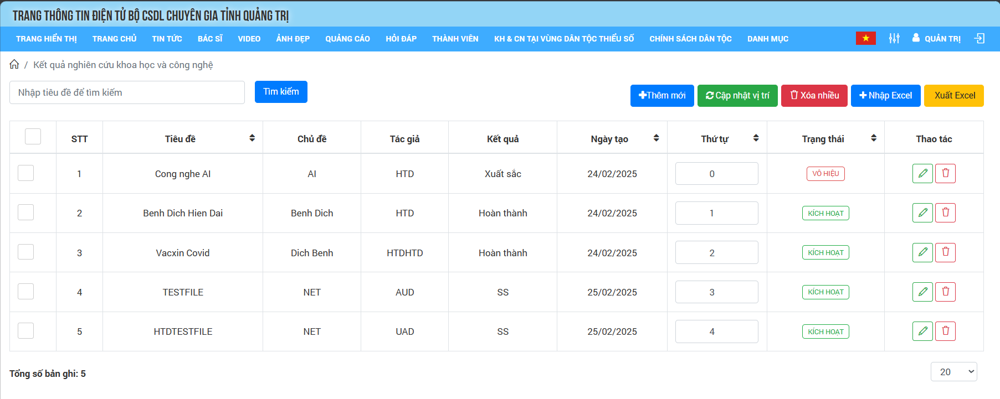 TRANG THÔNG TIN ĐIỆN TỬ BỘ CSDL CHUYÊN GIA TỈNH QUẢNG TRỊ
TRANG HIỂN THỊ TRANG CHỦ TIN TỨC BÁC SĨ VIDEO ẢNH ĐẸP QUẢNG CÁO HỎI ĐÁP THÀNH VIÊN KH & CN TẠI VÙNG DÂN TỘC THIỂU SỐ CHÍNH SÁCH DÂN TỘC DANH MỤC QUẢN TRỊ
/ Kết quả nghiên cứu khoa học và công nghệ
Nhập tiêu đề để tìm kiếm Tìm kiếm Thêm mới Cập nhật vị trí Xóa nhiều Nhập Excel Xuất Excel
STT Tiêu đề Chủ đề Tác giả Kết quả Ngày tạo Thứ tự Trạng thái Thao tác
1 Cong nghe AI AI HTD Xuất sắc 24/02/2025 0 VÔ HIỆU
2 Benh Dich Hien Dai Benh Dich HTD Hoàn thành 24/02/2025 1 KÍCH HOẠT
3 Vacxin Covid Dich Benh HTDHTD Hoàn thành 24/02/2025 2 KÍCH HOẠT
4 TESTFILE NET AUD SS 25/02/2025 3 KÍCH HOẠT
5 HTDTESTFILE NET UAD SS 25/02/2025 4 KÍCH HOẠT
Tổng số bản ghi: 5 20